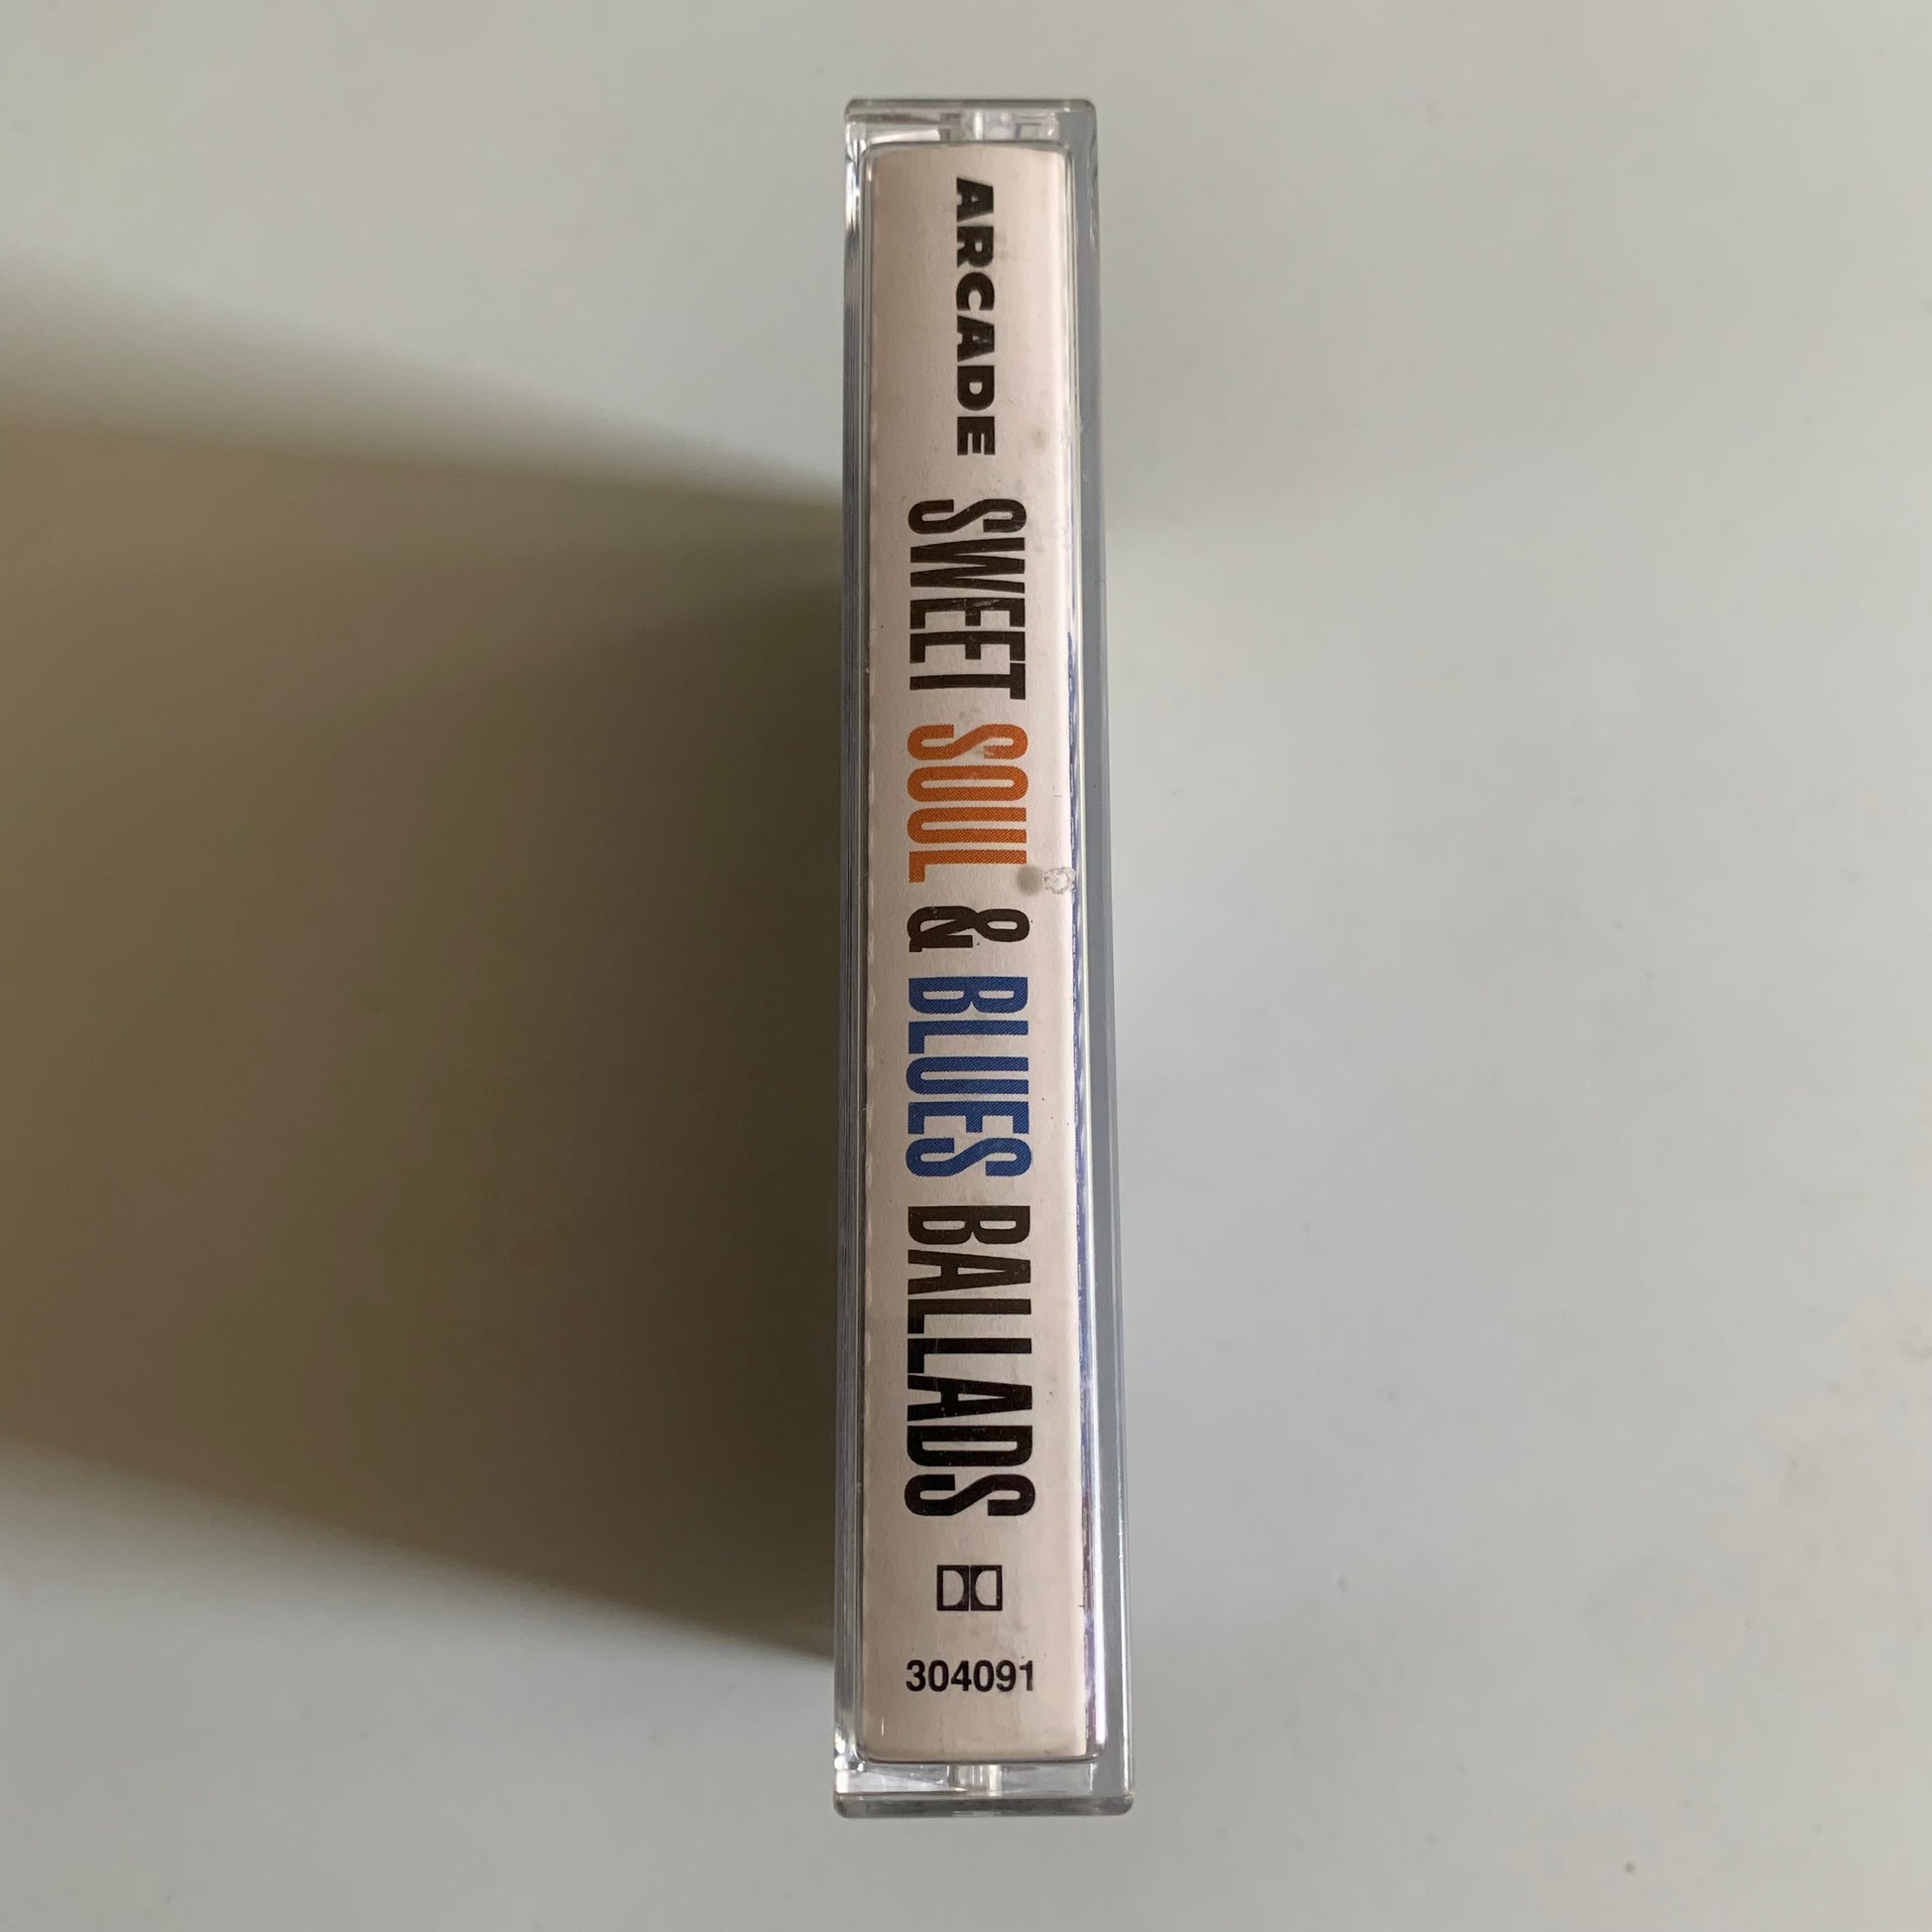 ARCADE
SWEET SOUL & BLUES BALLADS
304091